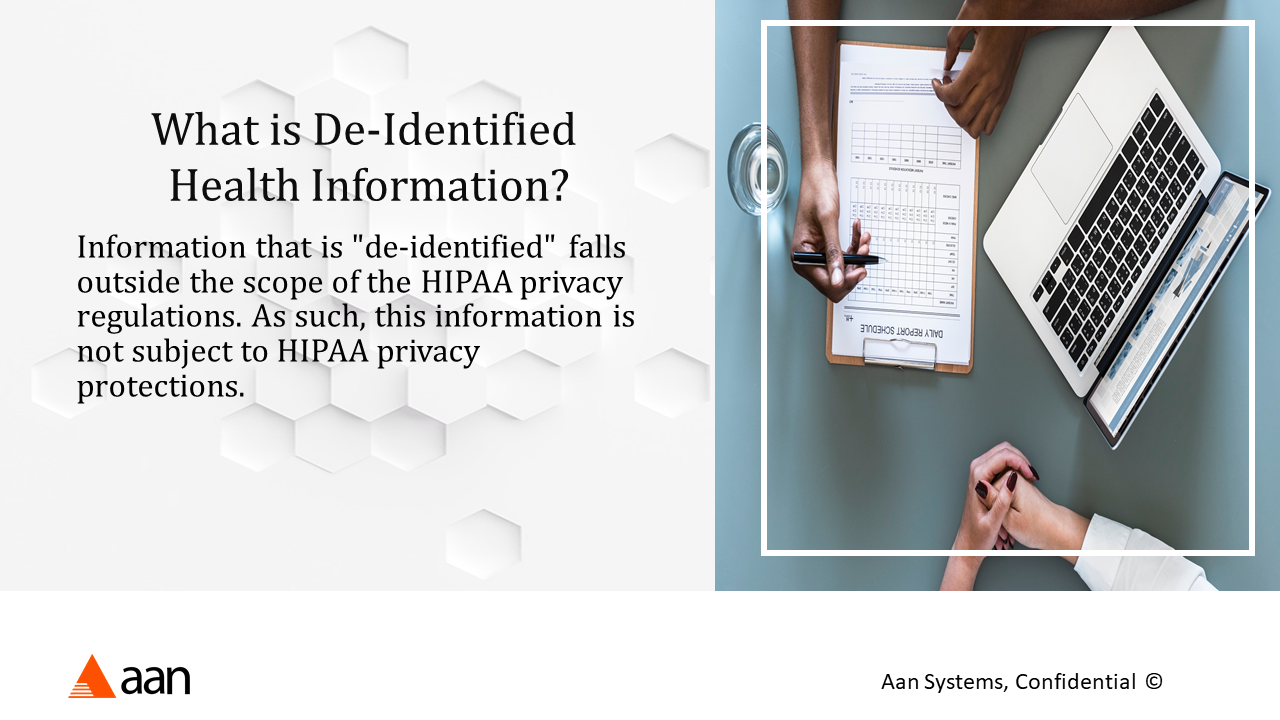 What is De-Identified
Health Information?
Information that is "de-identified" falls
outside the scope of the HIPAA privacy
regulations. As such, this information is
not subject to HIPAA privacy
protections.
DAILY REPORT SCHEDULE
aan
Aan Systems, Confidential ©